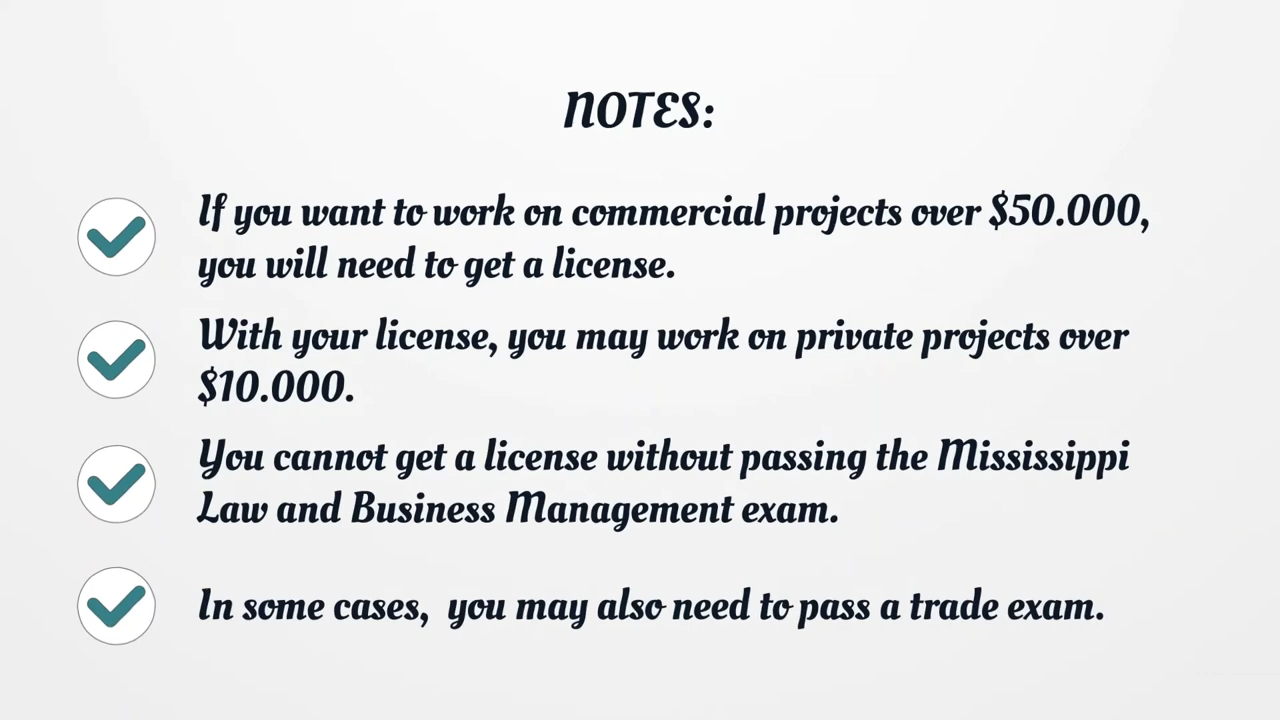 NOTES:
If you want to work on commercial projects over $50.000,
you will need to get a license.
With your license, you may work on private projects over
$10.000.
You cannot get a license without passing the Mississippi
Law and Business Management exam.
In some cases,  you may also need to pass a trade exam.